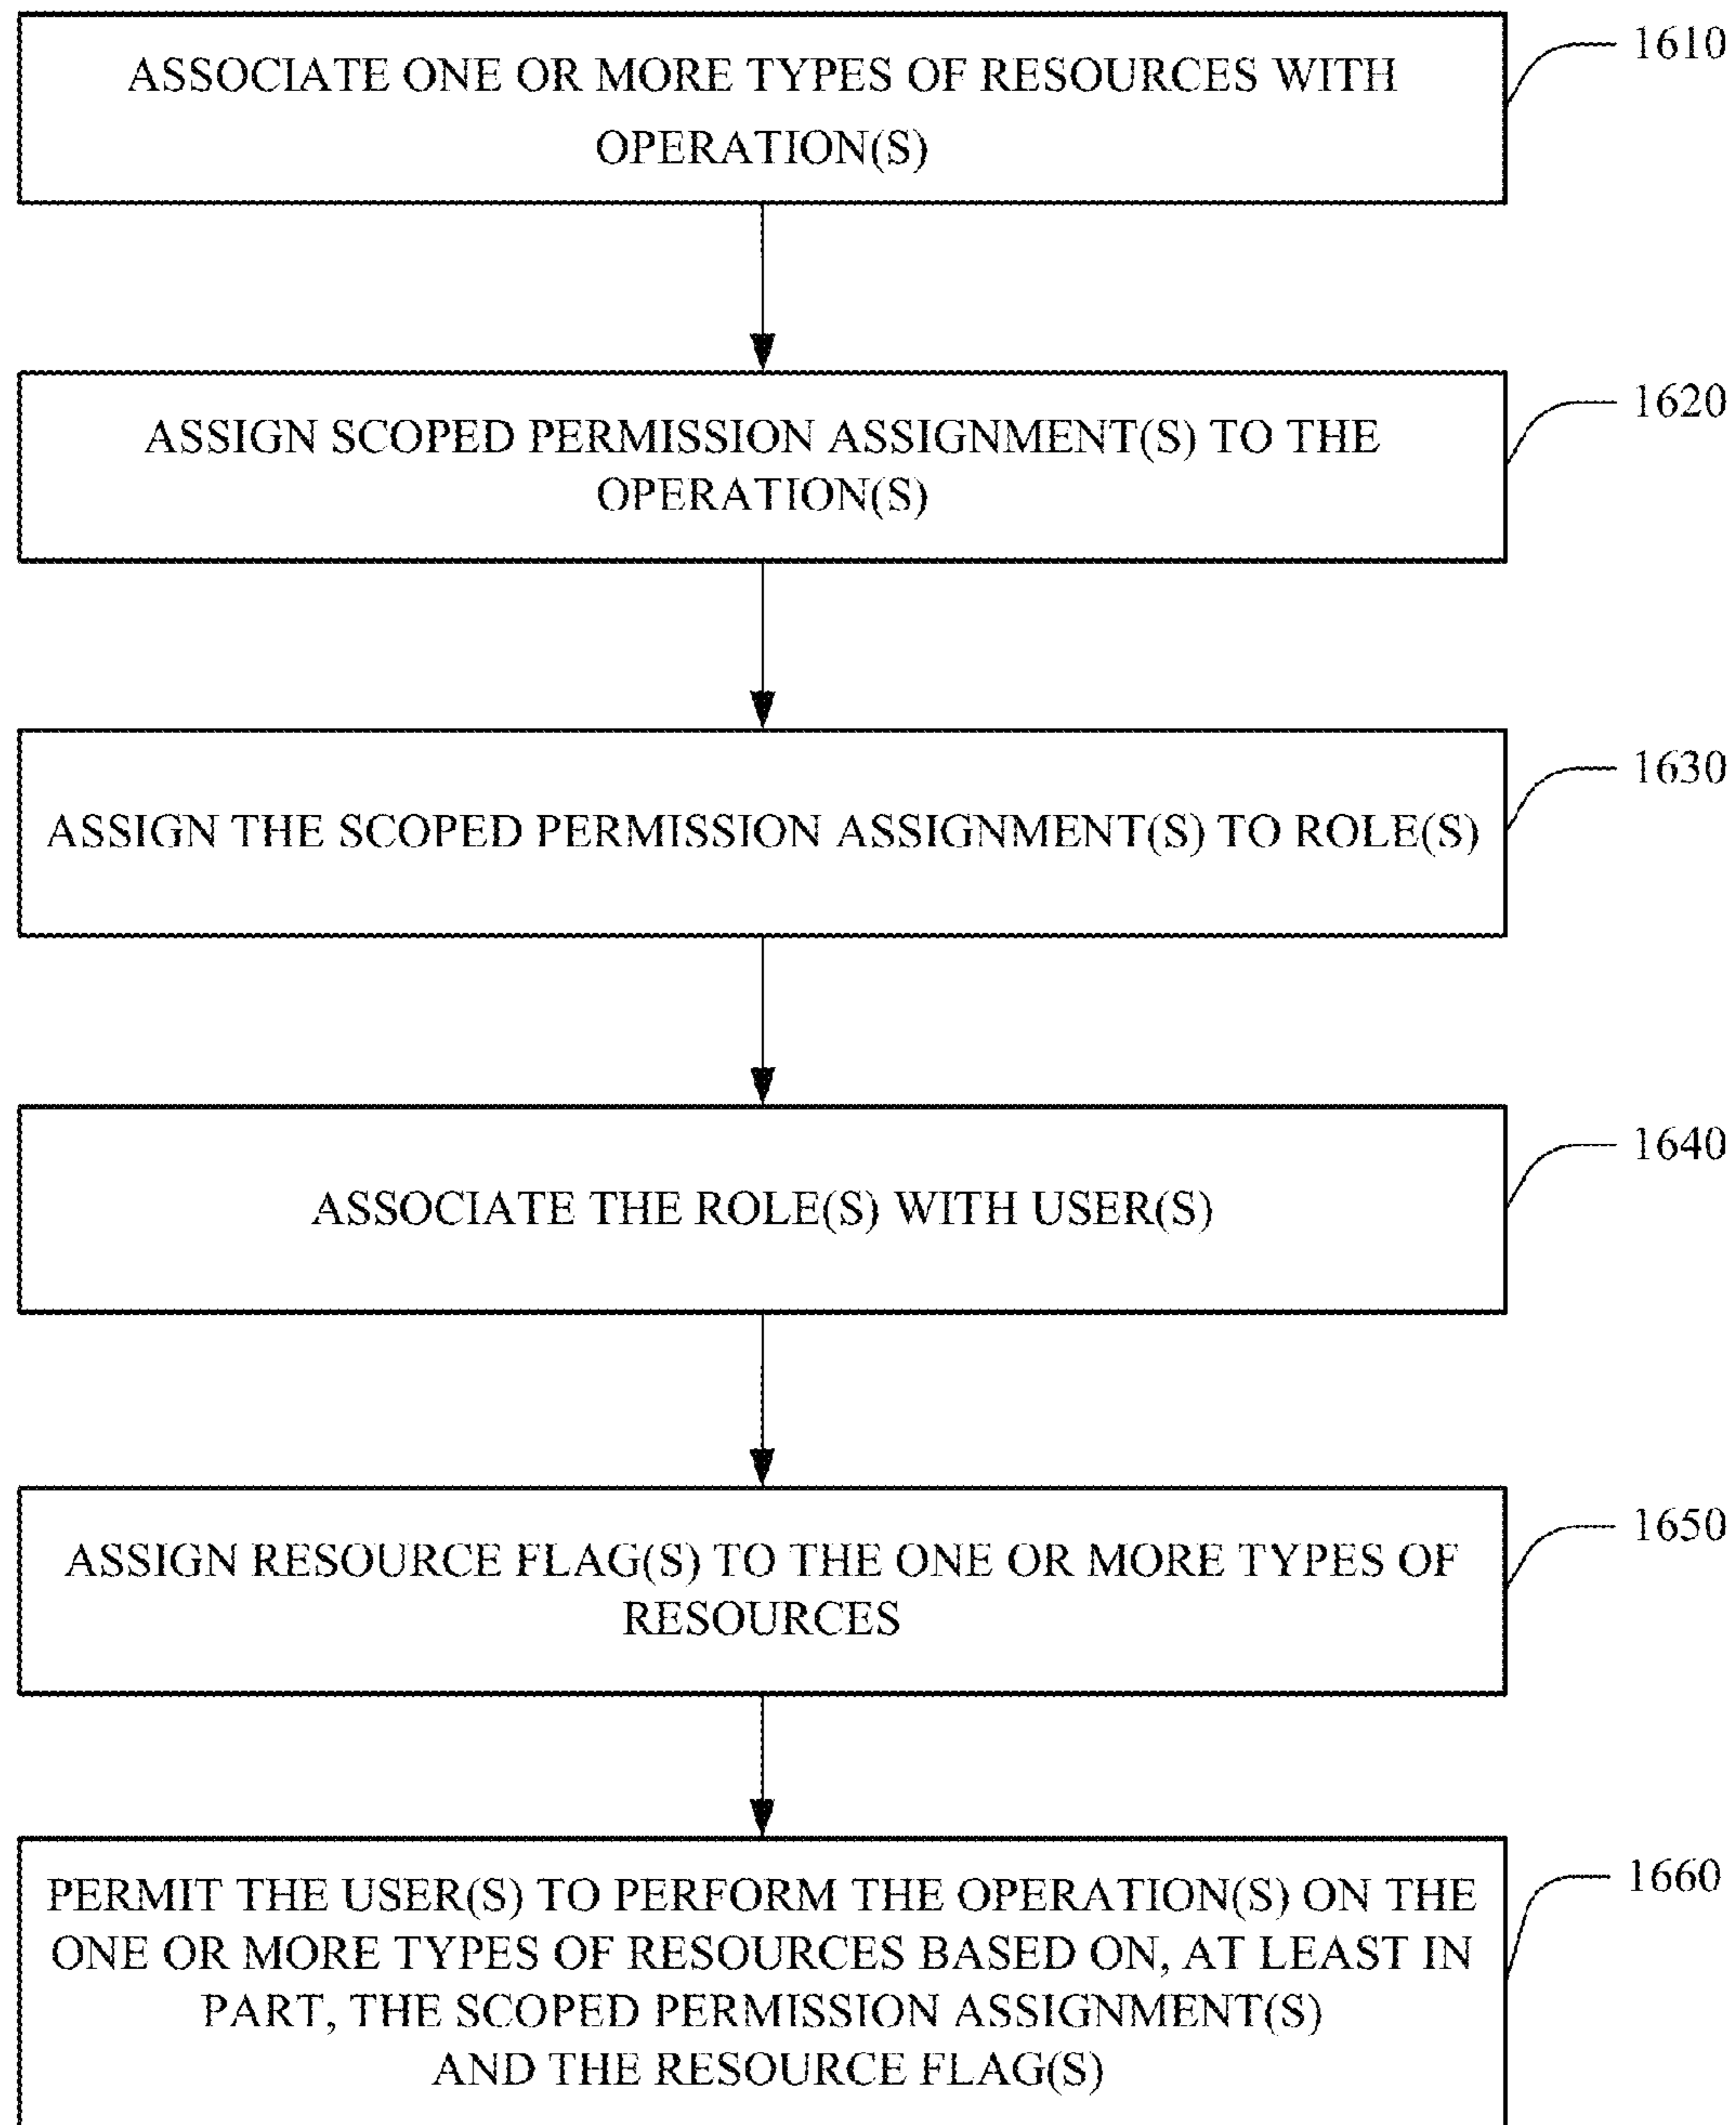 1610
ASSOCIATE ONE OR MORE TYPES OF RESOURCES WITH
OPERATION(S)
1620
ASSIGN SCOPED PERMISSION ASSIGNMENT(S) TO THE
OPERATION(S)
1630
ASSIGN THE SCOPED PERMISSION ASSIGNMENT(S) TO ROLE(S)
1640
ASSOCIATE THE ROLE(S) WITH USER(S)
1650
ASSIGN RESOURCE FLAG(S) TO THE ONE OR MORE TYPES OF
RESOURCES
1660
PERMIT THE USER(S) TO PERFORM THE OPERATION(S) ON THE
ONE OR MORE TYPES OF RESOURCES BASED ON, AT LEAST IN
PART, THE SCOPED PERMISSION ASSIGNMENT(S)
AND THE RESOURCE FLAG(S)